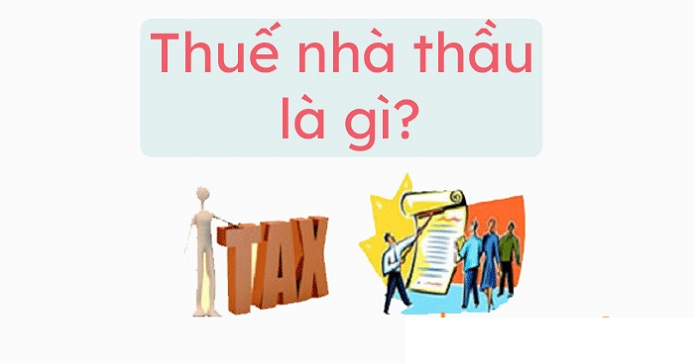 Thuế nhà thầu
là gì?
TAX